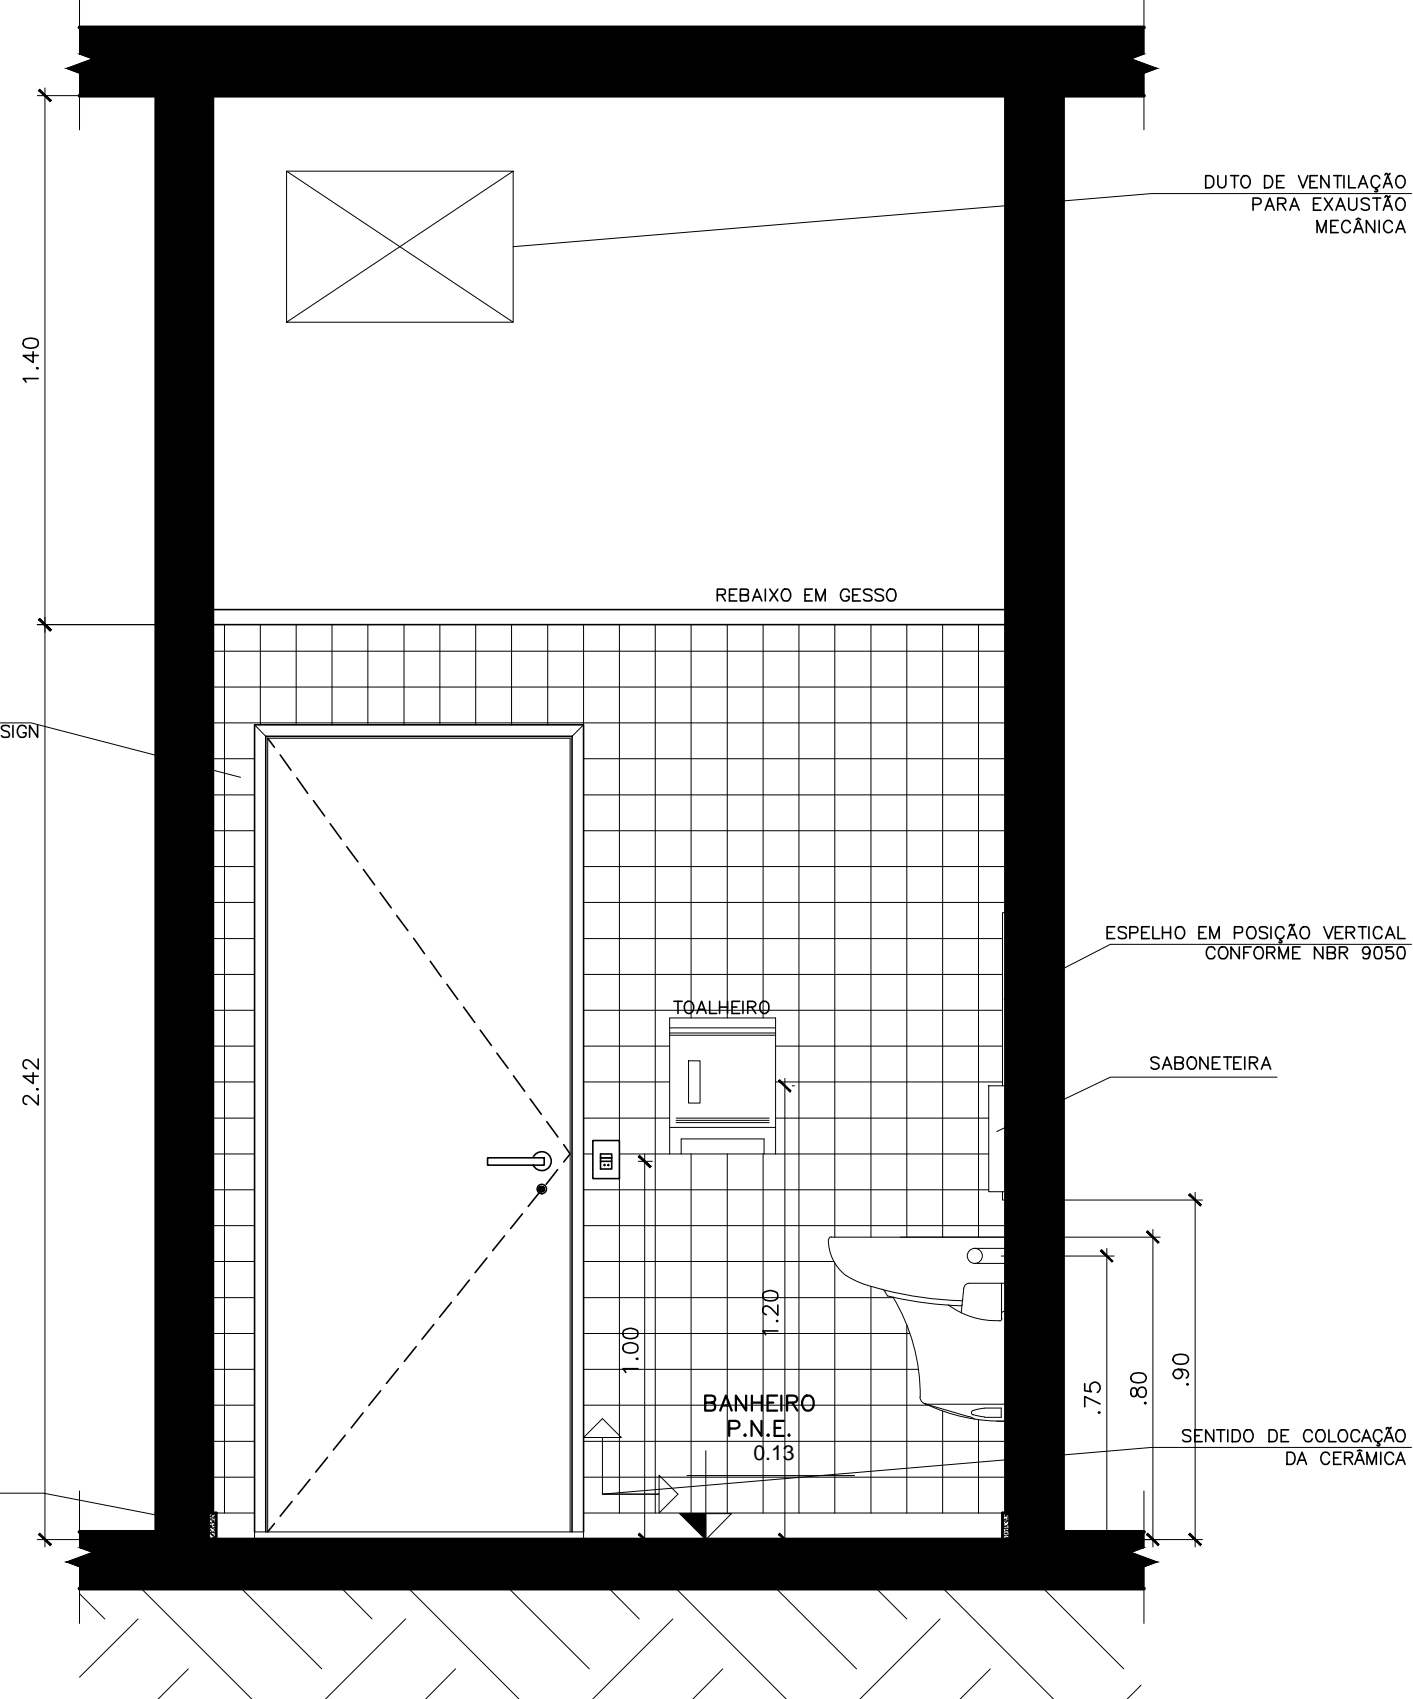 DUTO DE VENTILAÇÃO
PARA EXAUSTÃO
MECÂNICA
1.40
REBAIXO EM GESSO
SIGN
ESPELHO EM POSIÇÃO VERTICAL
CONFORME NBR 9050
TOALHEIRO
SABONETEIRA
2.42
1.20
1.00
.90
.80
.75
BANHEIRO
P.N.E.
0.13
SENTIDO DE COLOCAÇÃO
DA CERÂMICA